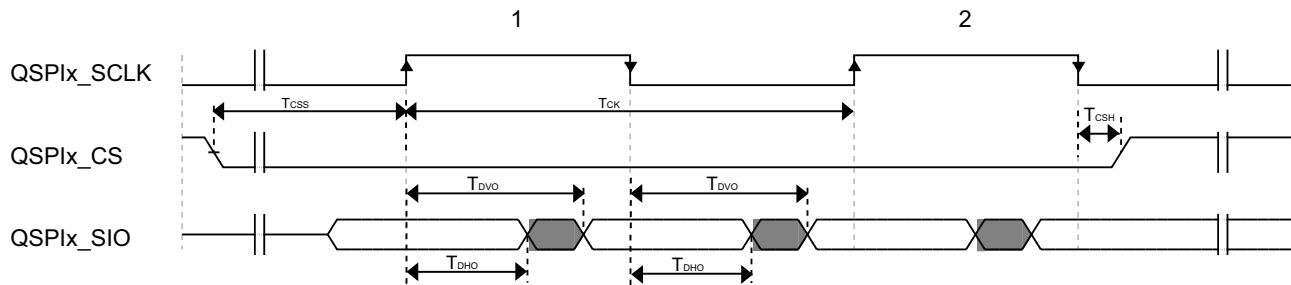 1 2
QSPIx_SCLK
TCSS TCK
TCSH
QSPIx_CS
TDVO TDVO
QSPIx_SIO
TDHO TDHO